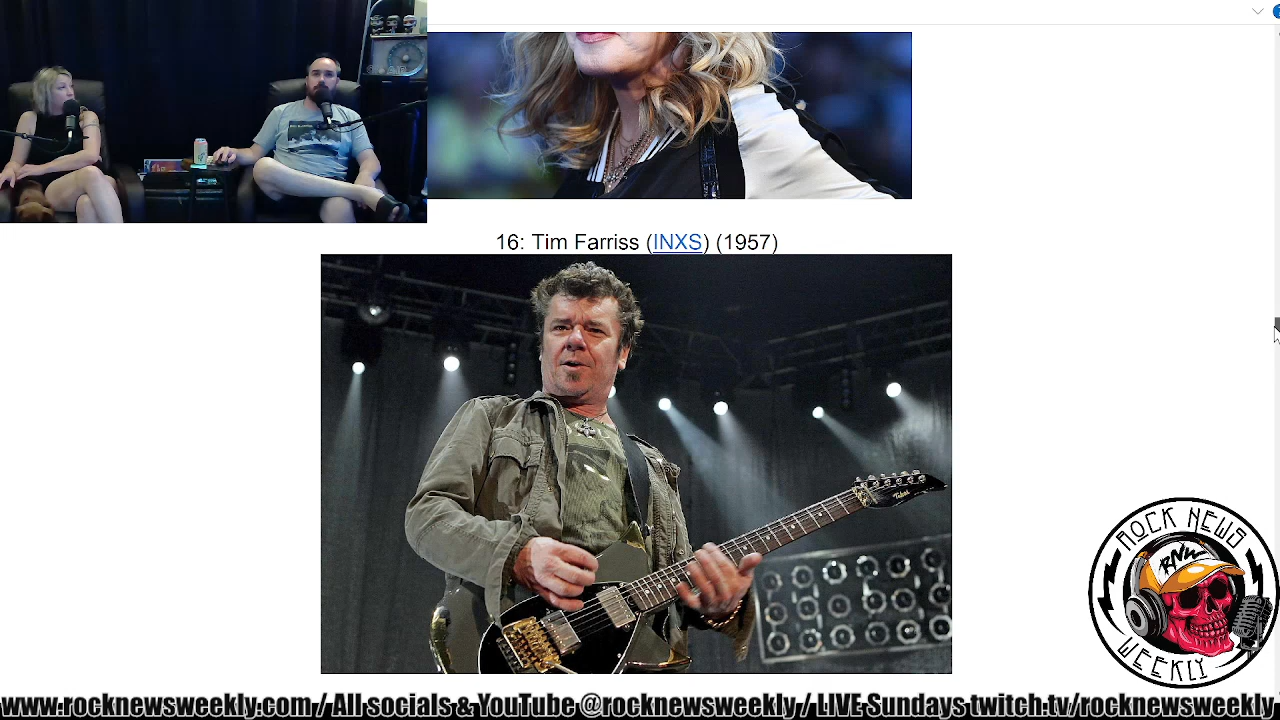 16: Tim Farriss (INXS) (1957)
ROCK NEWS
RNW
WEEKLY
www.rocknewsweekly.com / All socials & YouTube @rocknewsweekly / LIVE Sundays twitch.tv/rocknewsweekly